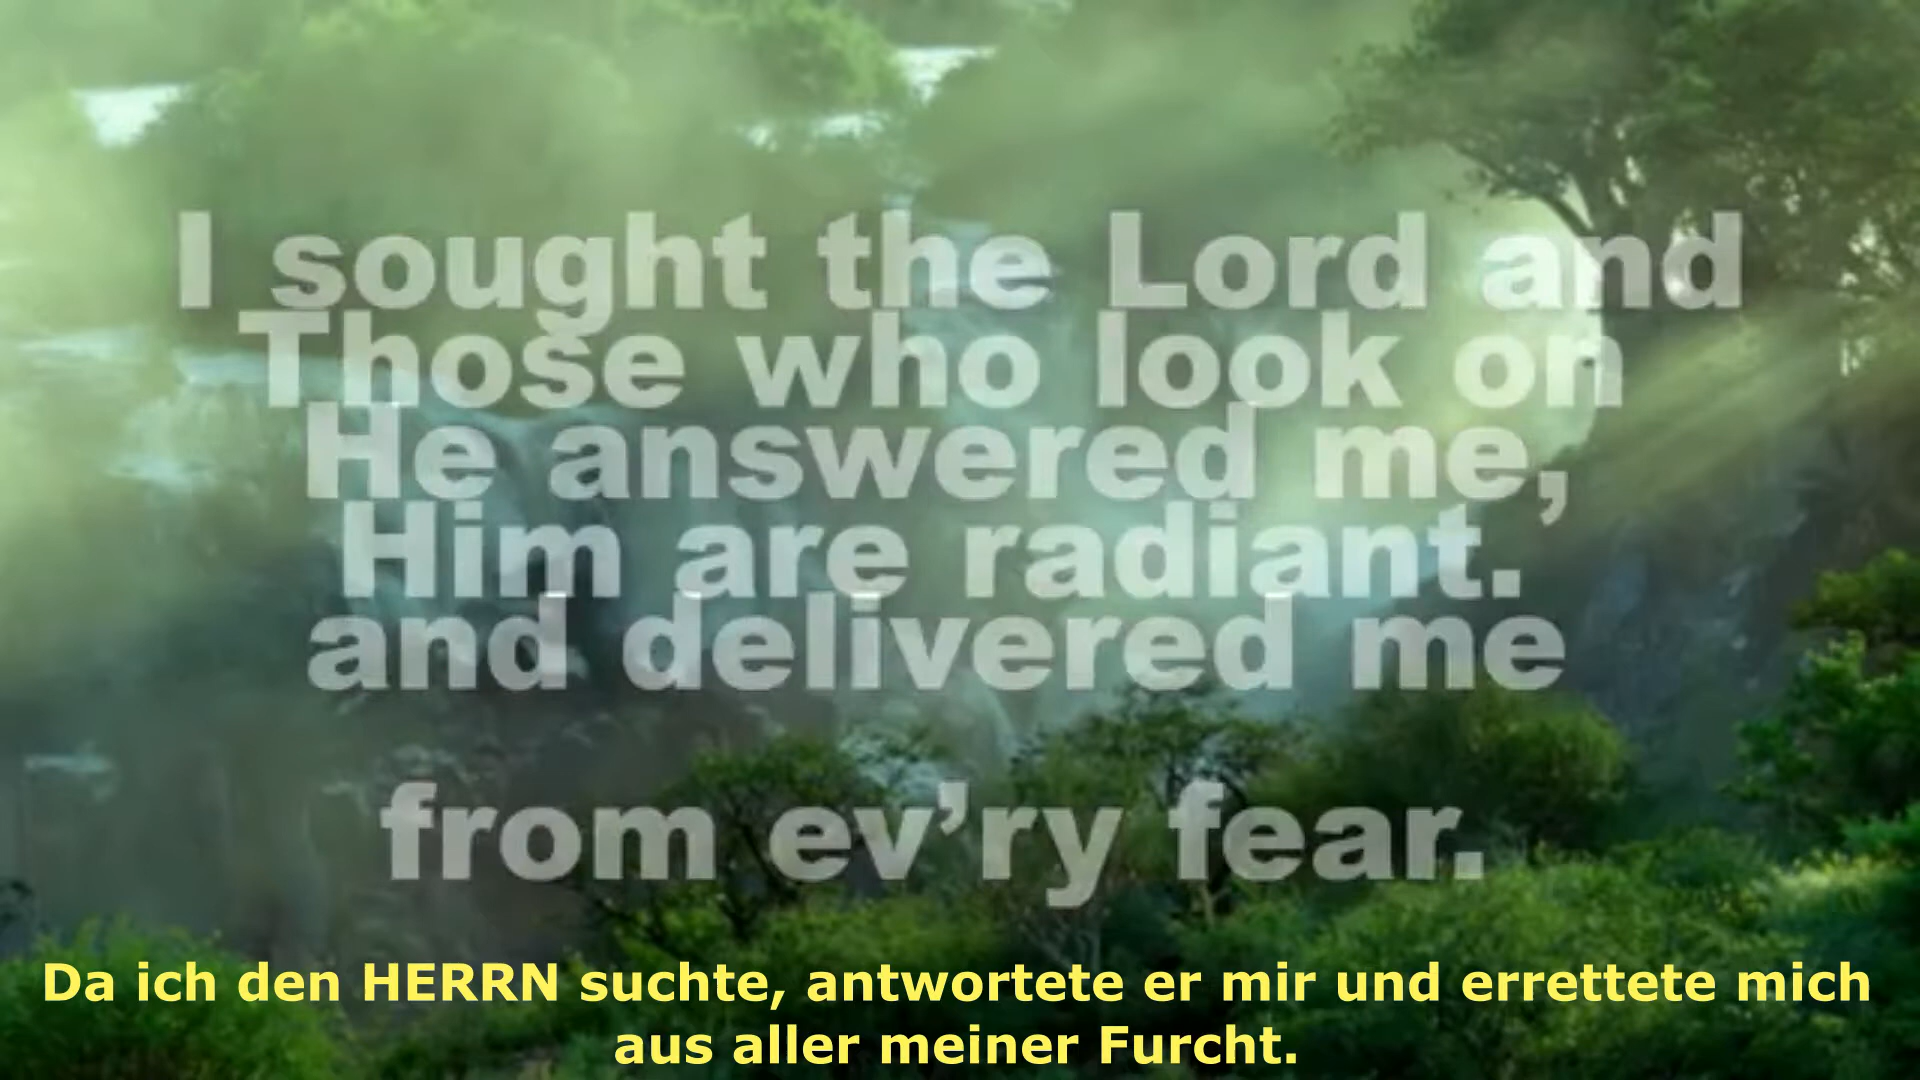 I sought the Lord and
Those who look on
He answered me,
Him are radiant.
and delivered me
from ev’ry fear.
Da ich den HERRN suchte, antwortete er mir und errettete mich
aus aller meiner Furcht.